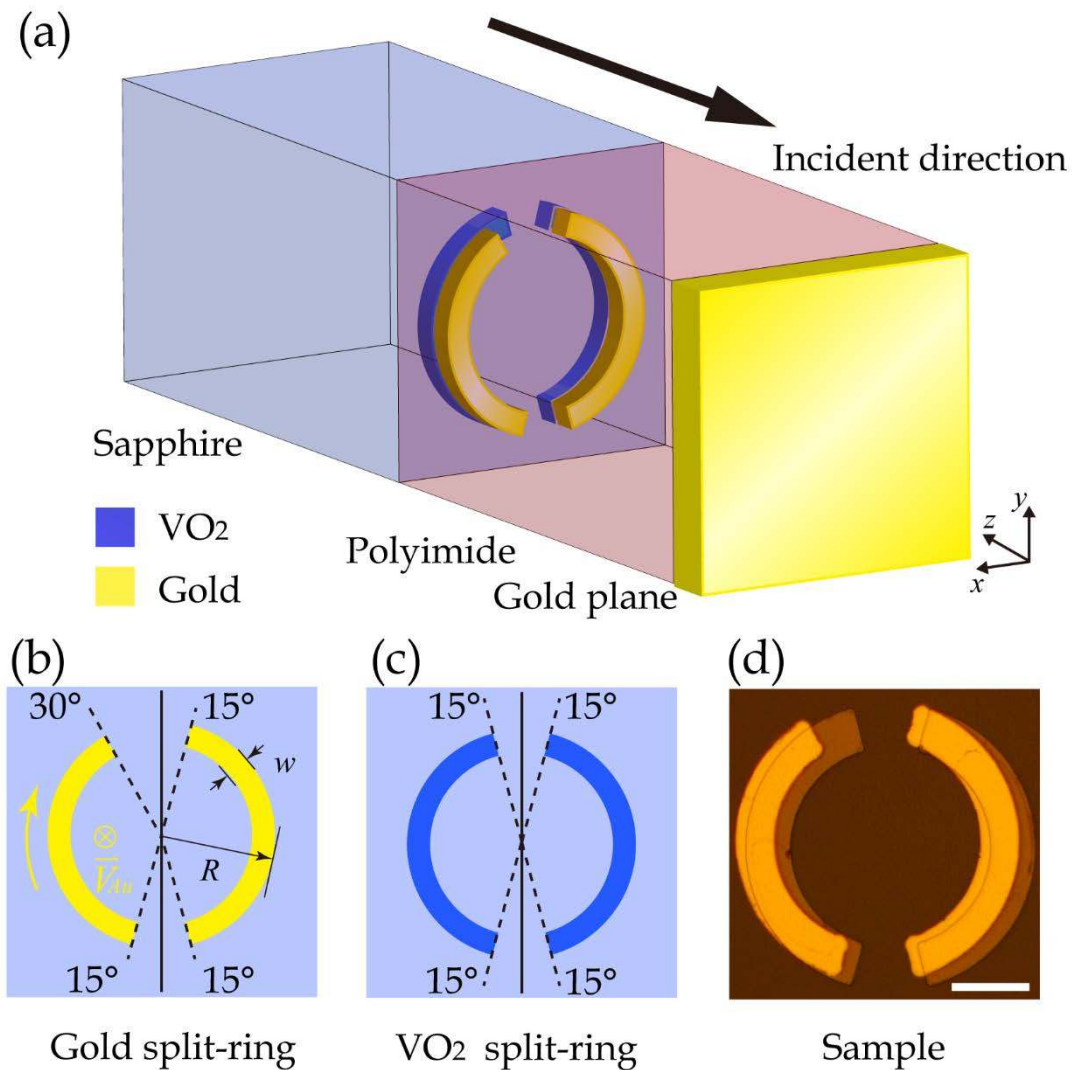 (a)
Incident direction
Sapphire
VO2
Gold
Polyimide
Gold plane
y
z
x
(b)
(c)
(d)
30°
15°
w
R
V̅Au
15°
15°
15°
15°
15°
15°
Gold split-ring
VO2 split-ring
Sample